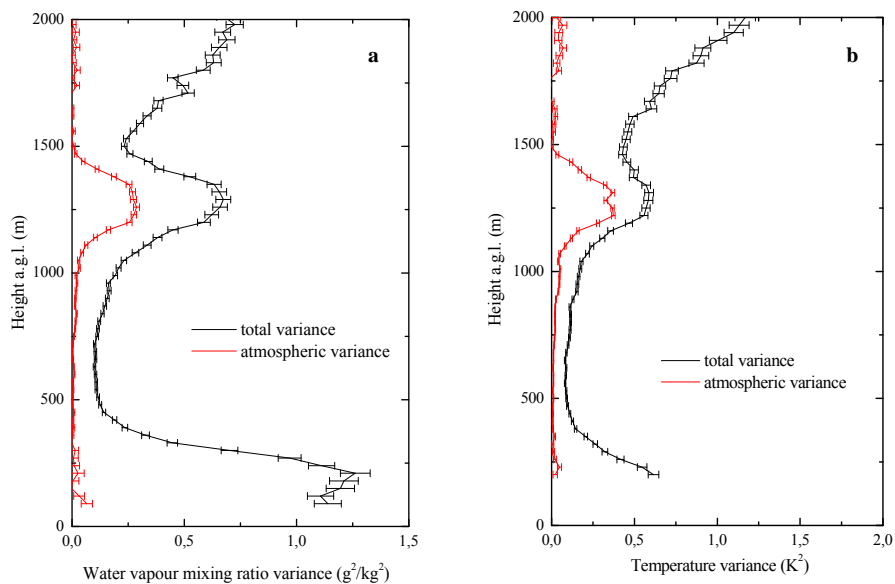 2000
1500
1000
500
0
Height a.g.l. (m)
a
total variance
atmospheric variance
0,0 0,5 1,0 1,5
Water vapour mixing ratio variance (g²/kg²)
2000
1500
1000
500
0
Height a.g.l. (m)
b
total variance
atmospheric variance
0,0 0,5 1,0 1,5 2,0
Temperature variance (K²)